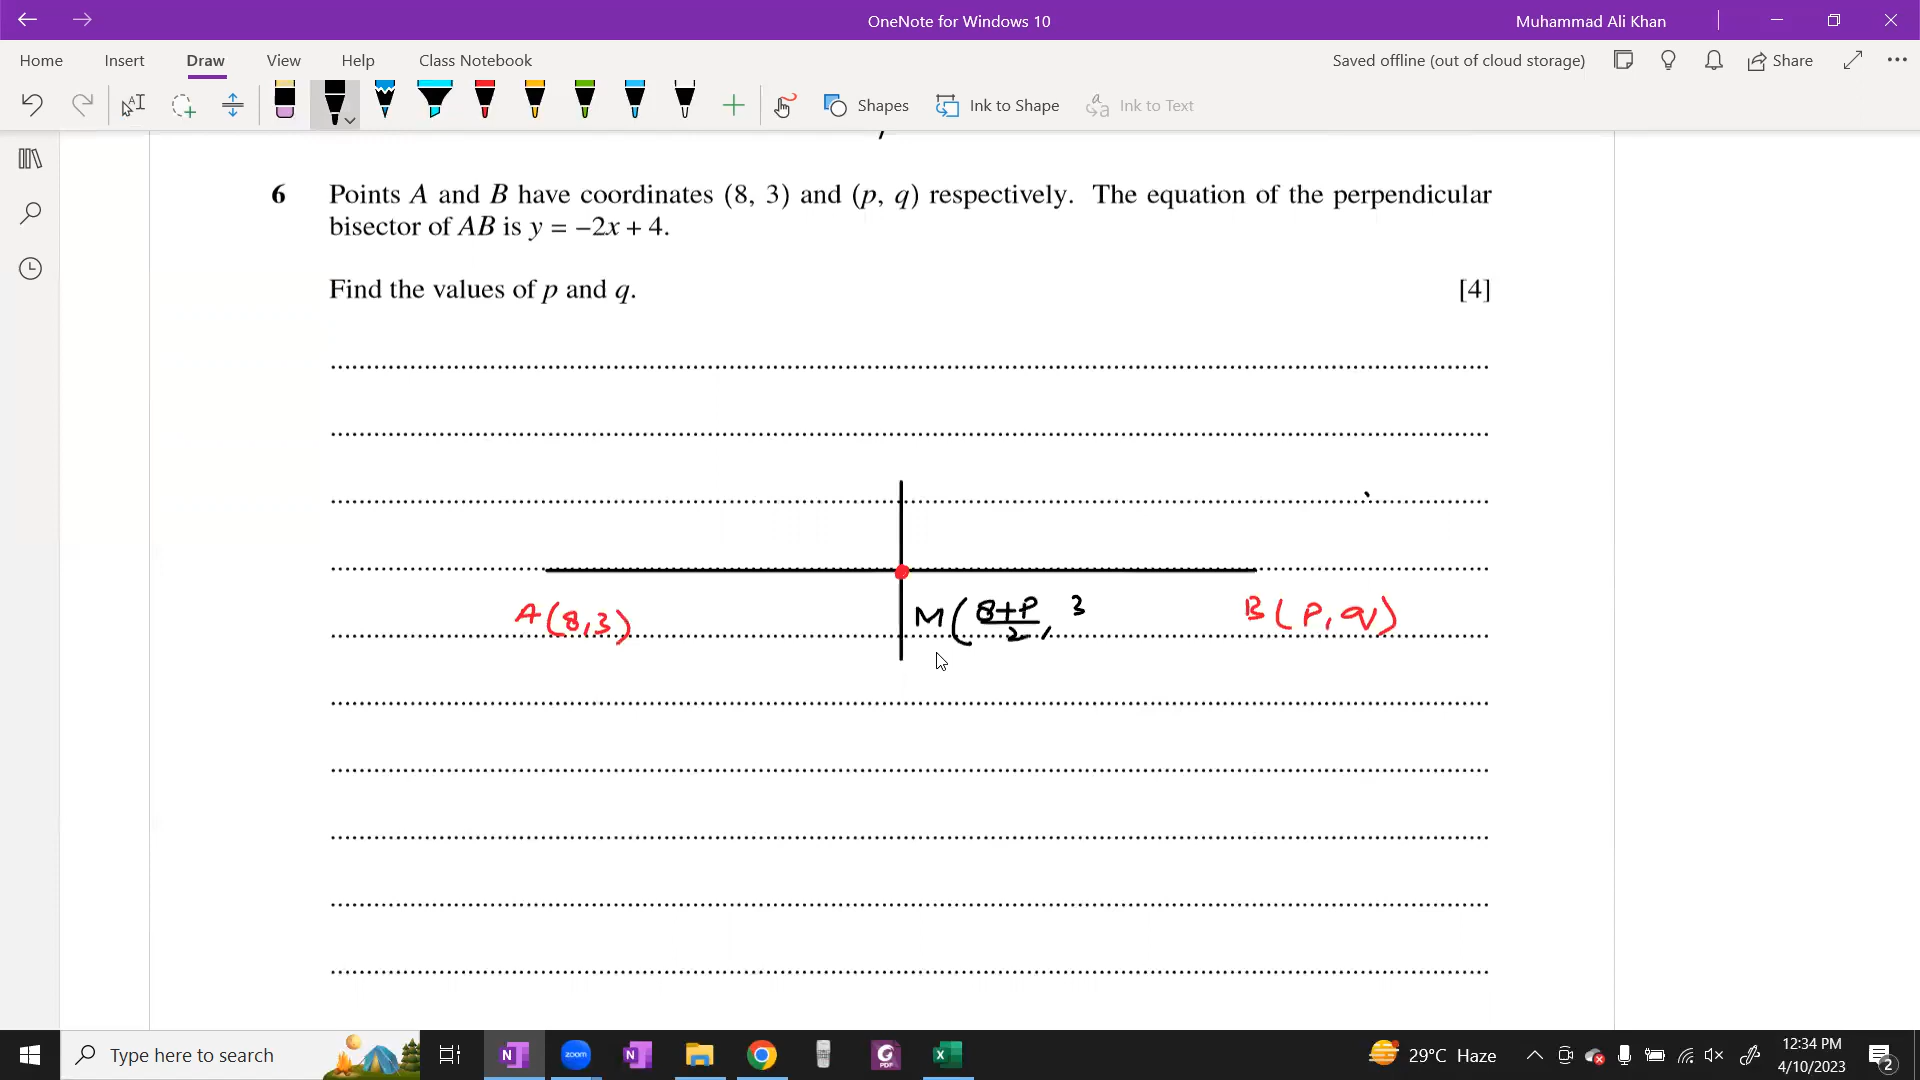 OneNote for Windows 10
Muhammad Ali Khan
Home Insert Draw View Help Class Notebook
Saved offline (out of cloud storage)
Share
Shapes
Ink to Shape
Ink to Text
6 Points A and B have coordinates (8, 3) and (p, q) respectively. The equation of the perpendicular
bisector of AB is y = −2x + 4.
Find the values of p and q. [4]
A(8,3)
M(8+P/2, 3
B(P,q)
Type here to search
zoom
29°C Haze
12:34 PM
4/10/2023
2